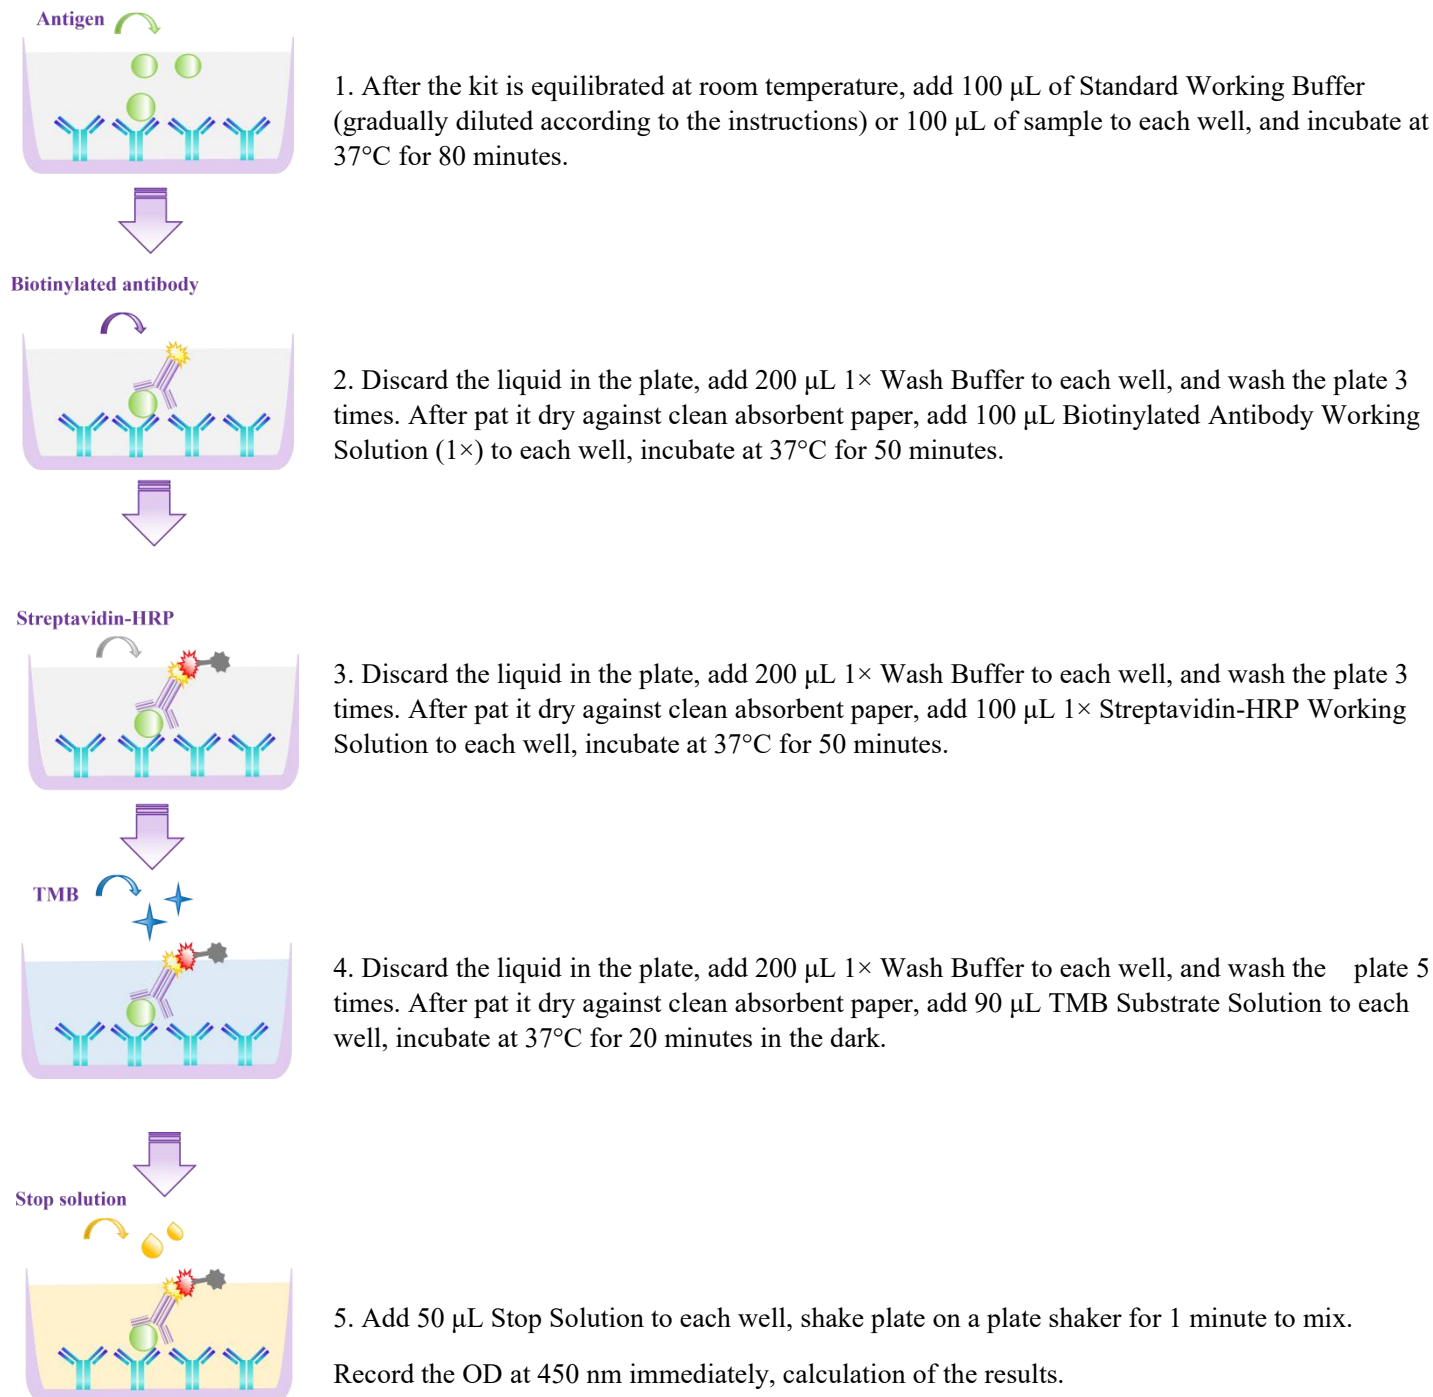 Antigen
1. After the kit is equilibrated at room temperature, add 100 μL of Standard Working Buffer
(gradually diluted according to the instructions) or 100 μL of sample to each well, and incubate at
37°C for 80 minutes.
Biotinylated antibody
2. Discard the liquid in the plate, add 200 μL 1× Wash Buffer to each well, and wash the plate 3
times. After pat it dry against clean absorbent paper, add 100 μL Biotinylated Antibody Working
Solution (1×) to each well, incubate at 37°C for 50 minutes.
Streptavidin-HRP
3. Discard the liquid in the plate, add 200 μL 1× Wash Buffer to each well, and wash the plate 3
times. After pat it dry against clean absorbent paper, add 100 μL 1× Streptavidin-HRP Working
Solution to each well, incubate at 37°C for 50 minutes.
TMB
4. Discard the liquid in the plate, add 200 μL 1× Wash Buffer to each well, and wash the plate 5
times. After pat it dry against clean absorbent paper, add 90 μL TMB Substrate Solution to each
well, incubate at 37°C for 20 minutes in the dark.
Stop solution
5. Add 50 μL Stop Solution to each well, shake plate on a plate shaker for 1 minute to mix.
Record the OD at 450 nm immediately, calculation of the results.